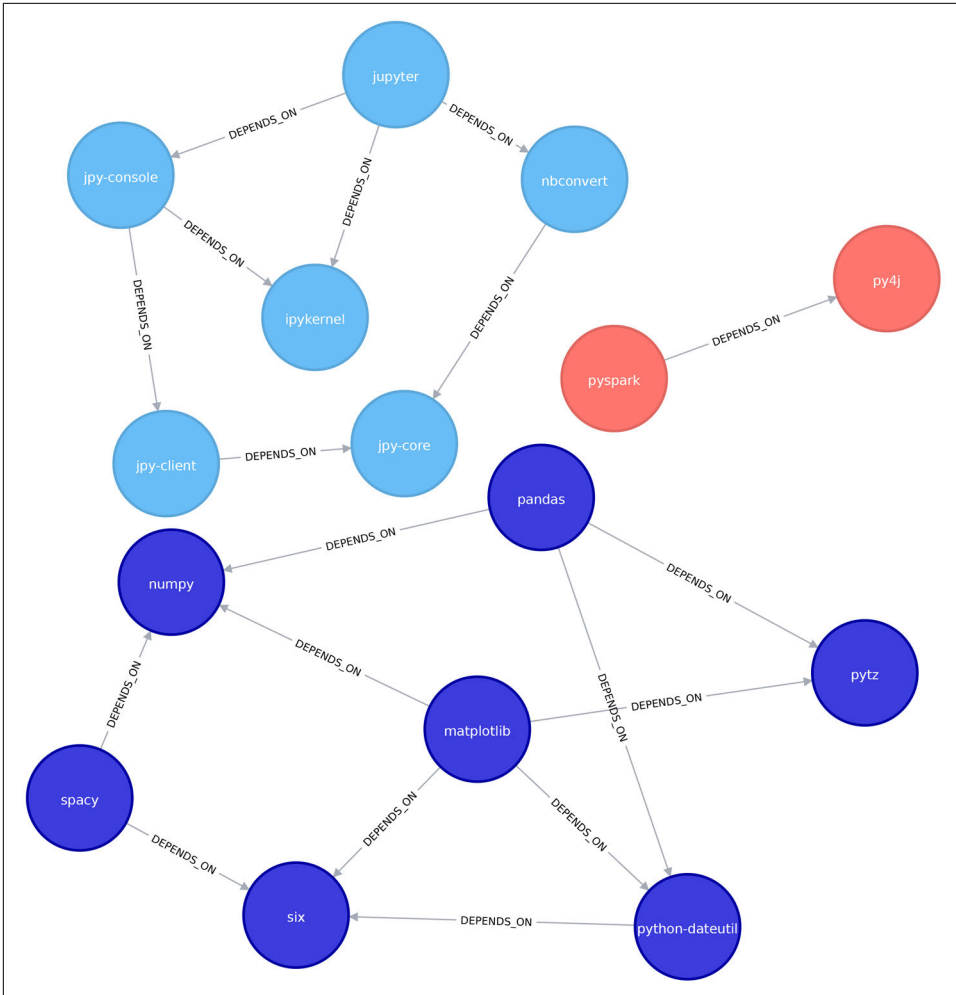 jupyter
DEPENDS_ON
DEPENDS_ON
jpy-console
nbconvert
DEPENDS_ON
DEPENDS_ON
py4j
DEPENDS_ON
DEPENDS_ON
ipykernel
DEPENDS_ON
pyspark
jpy-core
DEPENDS_ON
jpy-client
pandas
DEPENDS_ON
numpy
DEPENDS_ON
DEPENDS_ON
pytz
DEPENDS_ON
DEPENDS_ON
DEPENDS_ON
matplotlib
spacy
DEPENDS_ON
DEPENDS_ON
DEPENDS_ON
six
DEPENDS_ON
python-dateutil